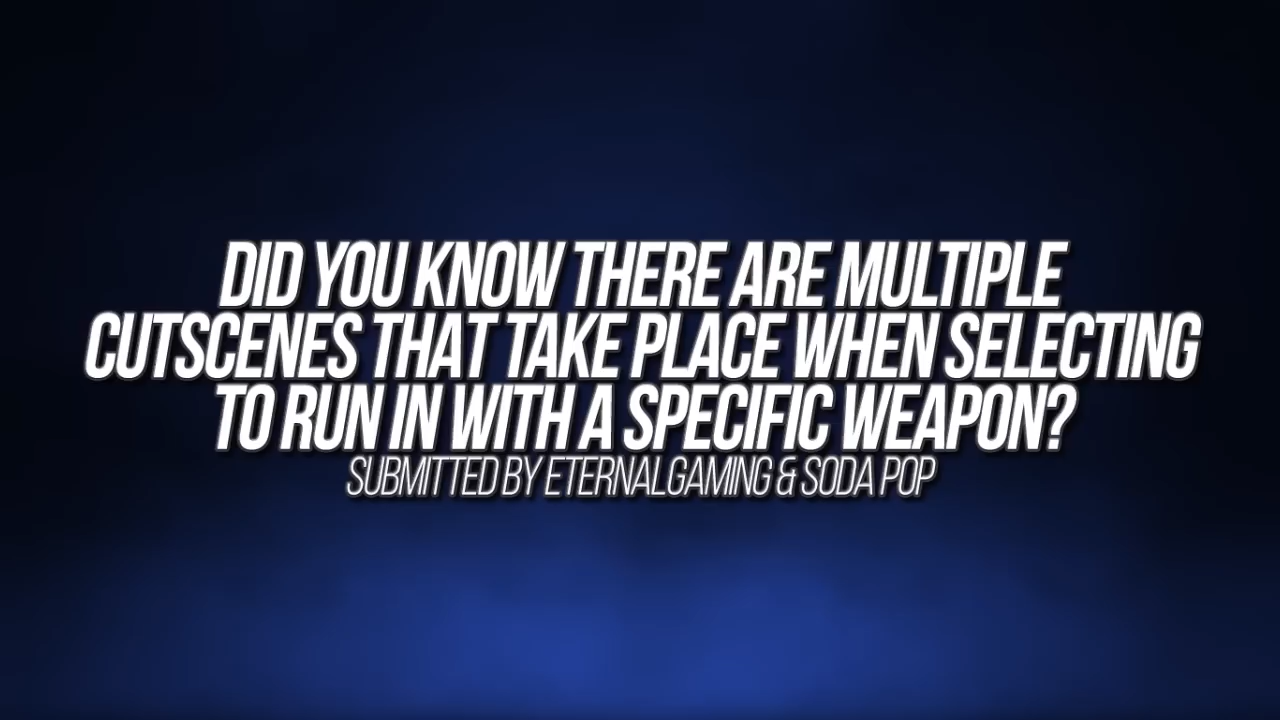 DID YOU KNOW THERE ARE MULTIPLE
CUTSCENES THAT TAKE PLACE WHEN SELECTING
TO RUN IN WITH A SPECIFIC WEAPON?
SUBMITTED BY ETERNALGAMING & SODA POP